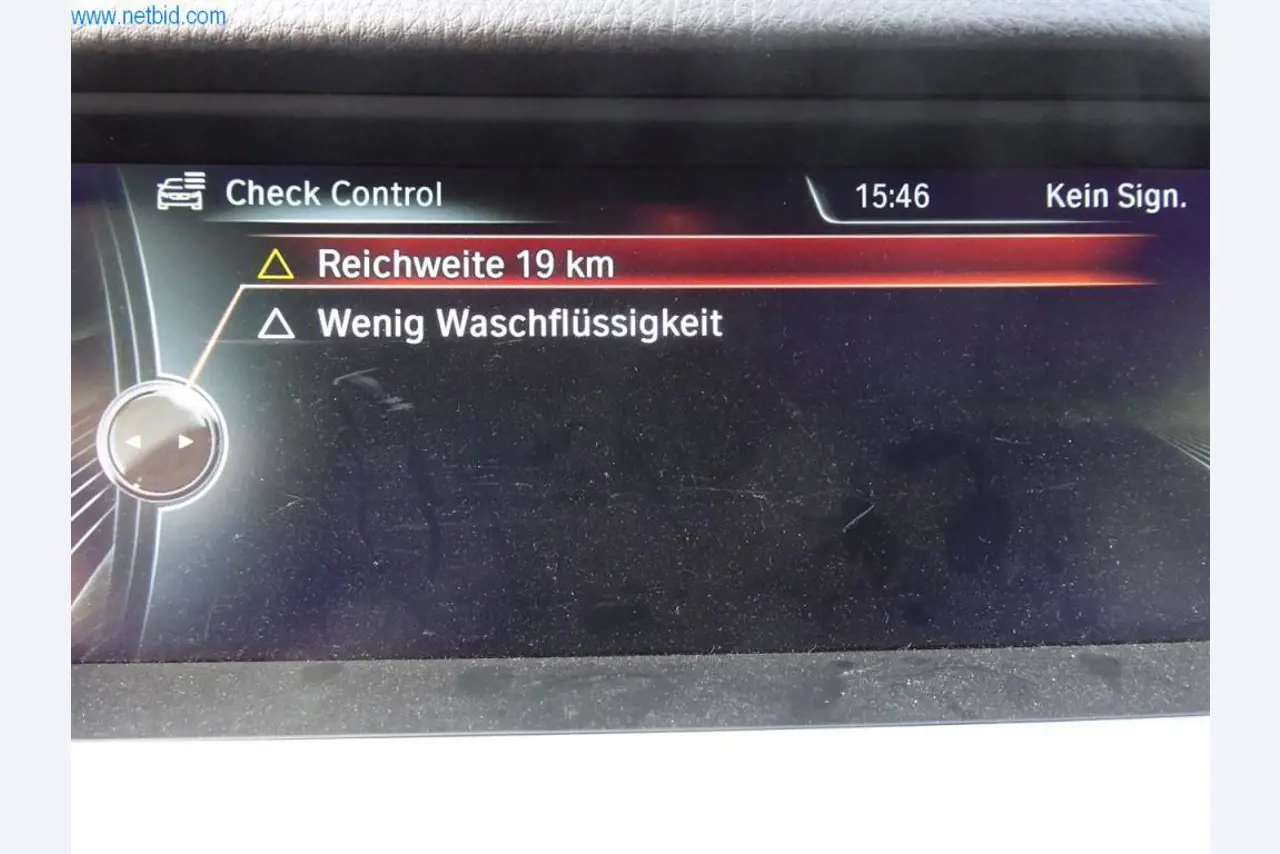 www.netbid.com
Check Control 15:46 Kein Sign.
Reichweite 19 km
Wenig Waschflüssigkeit